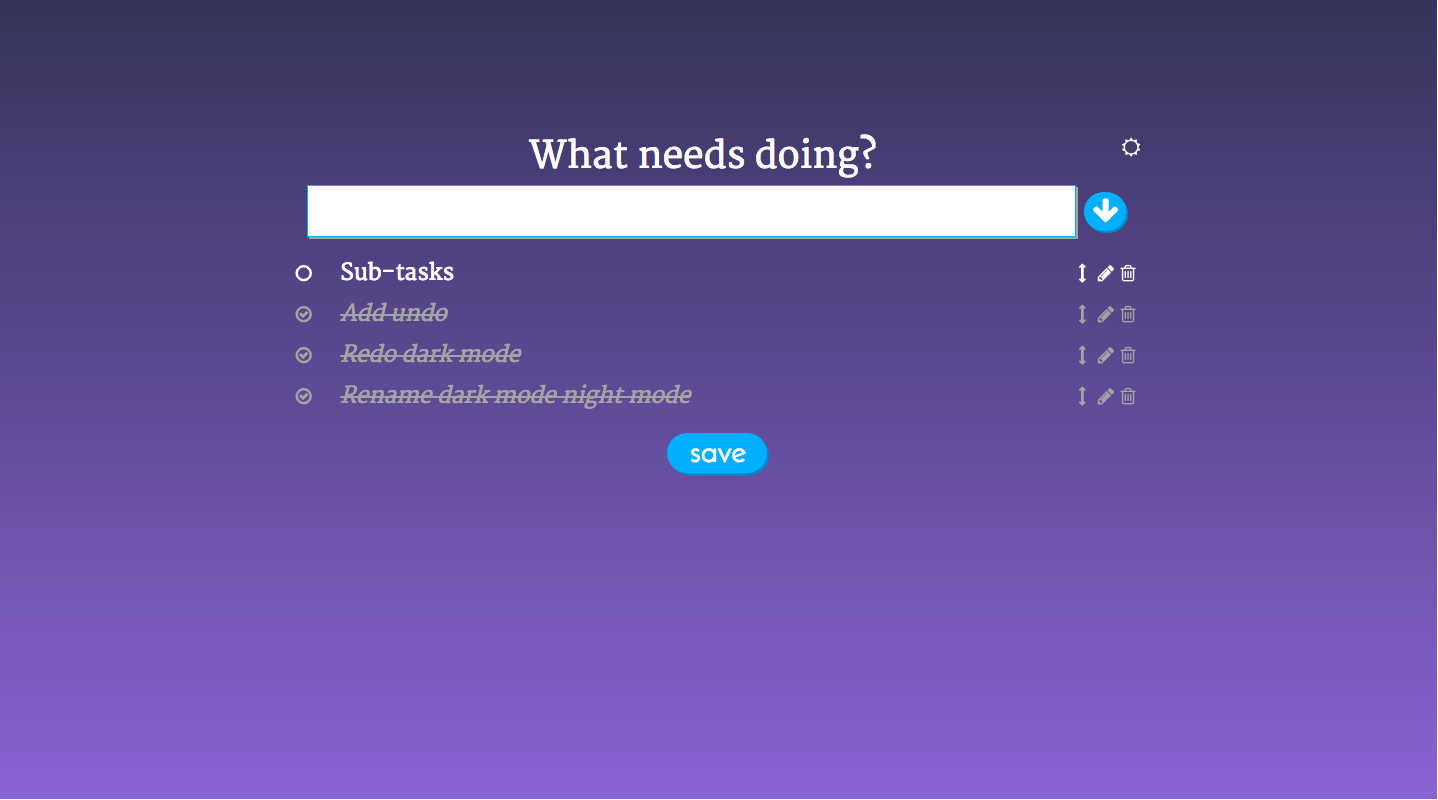 What needs doing?
Sub-tasks
Add undo
Redo dark mode
Rename dark mode night mode
save